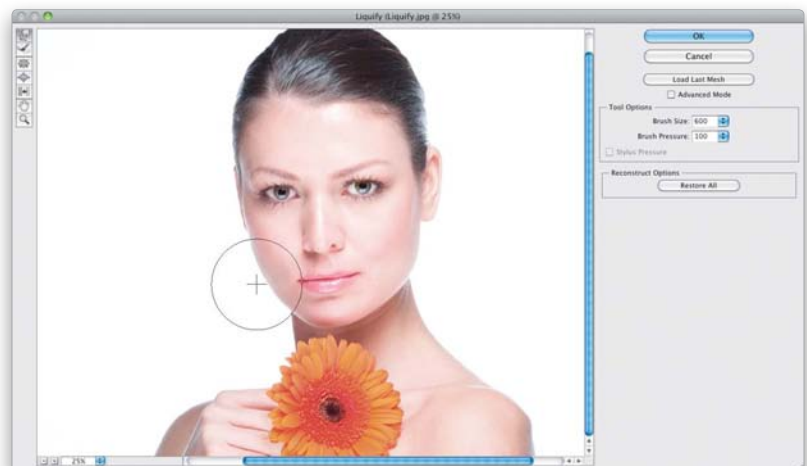 Liquify (Liquify.jpg @ 25%)
OK
Cancel
Load Last Mesh
Advanced Mode
Tool Options
Brush Size: 600
Brush Pressure: 100
Stylus Pressure
Reconstruct Options
Restore All
25%